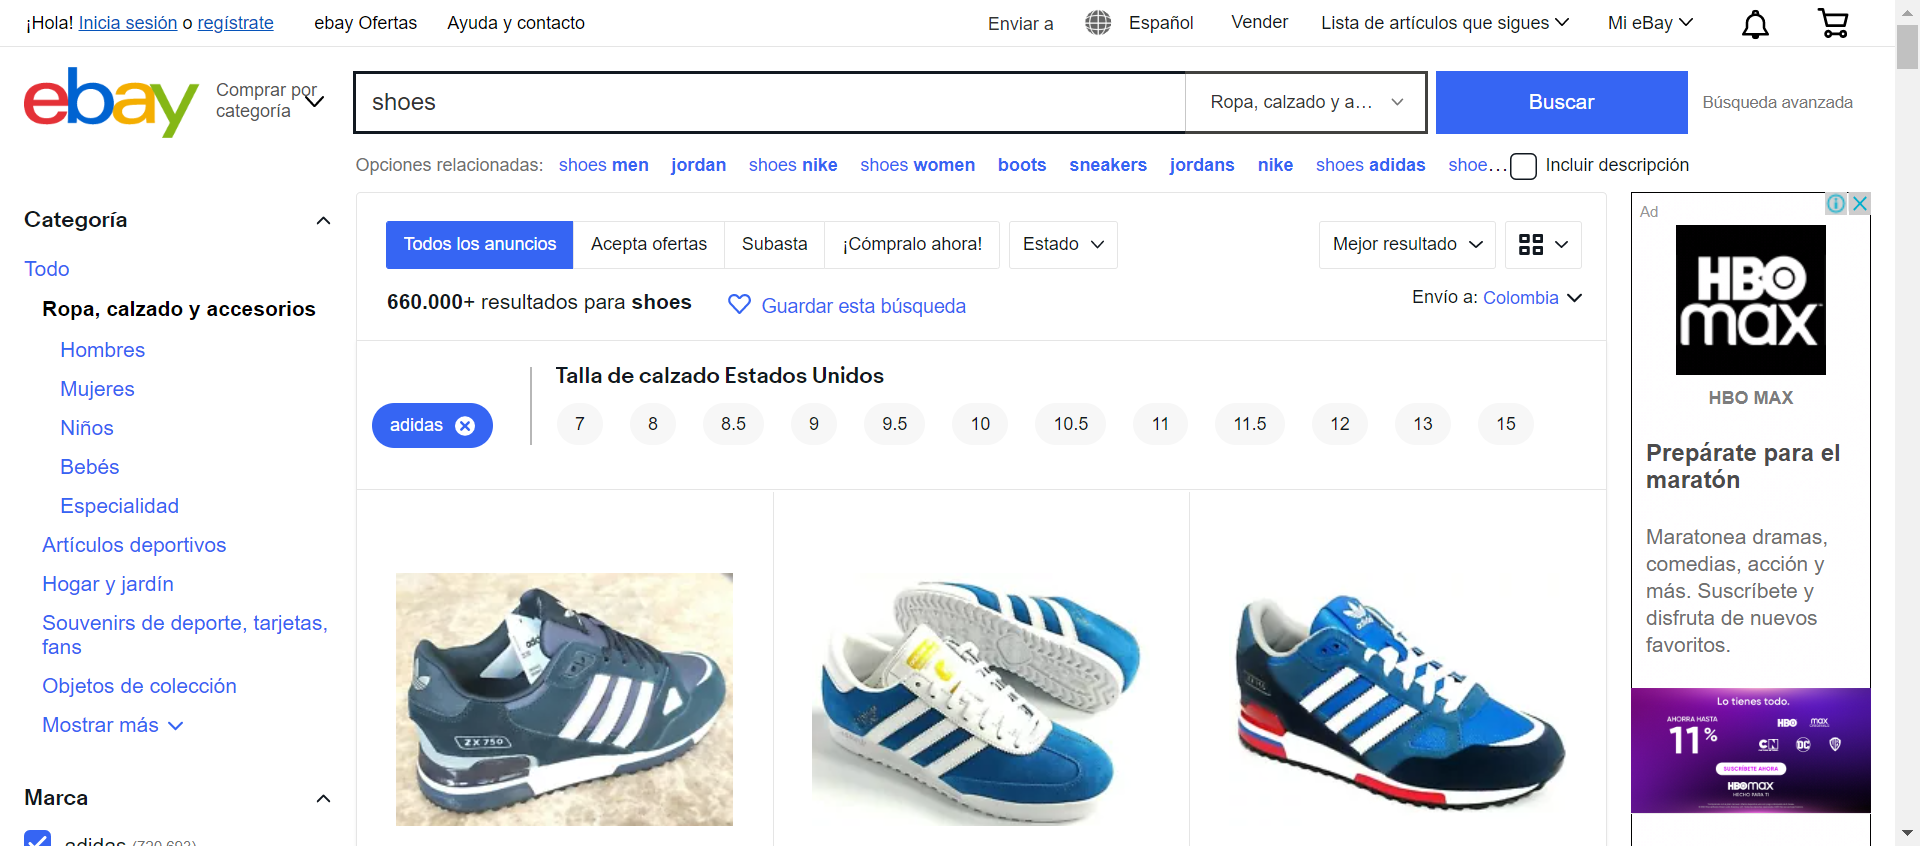 ¡Hola! Inicia sesión o regístrate
ebay Ofertas
Ayuda y contacto
Enviar a
Español
Vender
Lista de artículos que sigues
Mi eBay
ebay
Comprar por
categoría
shoes
Ropa, calzado y a...
Buscar
Búsqueda avanzada
Opciones relacionadas: shoes men jordan shoes nike shoes women boots sneakers jordans nike shoes adidas shoe...
Incluir descripción
Categoría
Todo
Ropa, calzado y accesorios
Hombres
Mujeres
Niños
Bebés
Especialidad
Artículos deportivos
Hogar y jardín
Souvenirs de deporte, tarjetas,
fans
Objetos de colección
Mostrar más
Marca
adidas (720.693)
Todos los anuncios
Acepta ofertas
Subasta
¡Cómpralo ahora!
Estado
Mejor resultado
660.000+ resultados para shoes
Guardar esta búsqueda
Envío a: Colombia
adidas
Talla de calzado Estados Unidos
7 8 8.5 9 9.5 10 10.5 11 11.5 12 13 15
ZX 750
Ad
HBO
max
HBO MAX
Prepárate para el
maratón
Maratonea dramas,
comedias, acción y
más. Suscríbete y
disfruta de nuevos
favoritos.
Lo tienes todo.
AHORRA HASTA
11%
HBO max
CN DC WB
SUSCRÍBETE AHORA
HBOmax
HECHO PARA TI